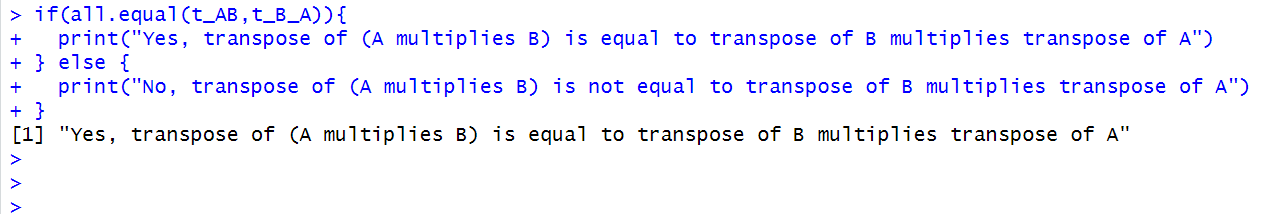 > if(all.equal(t_AB,t_B_A)){
+   print("Yes, transpose of (A multiplies B) is equal to transpose of B multiplies transpose of A")
+ } else {
+   print("No, transpose of (A multiplies B) is not equal to transpose of B multiplies transpose of A")
+ }
[1] "Yes, transpose of (A multiplies B) is equal to transpose of B multiplies transpose of A"
>
>
>